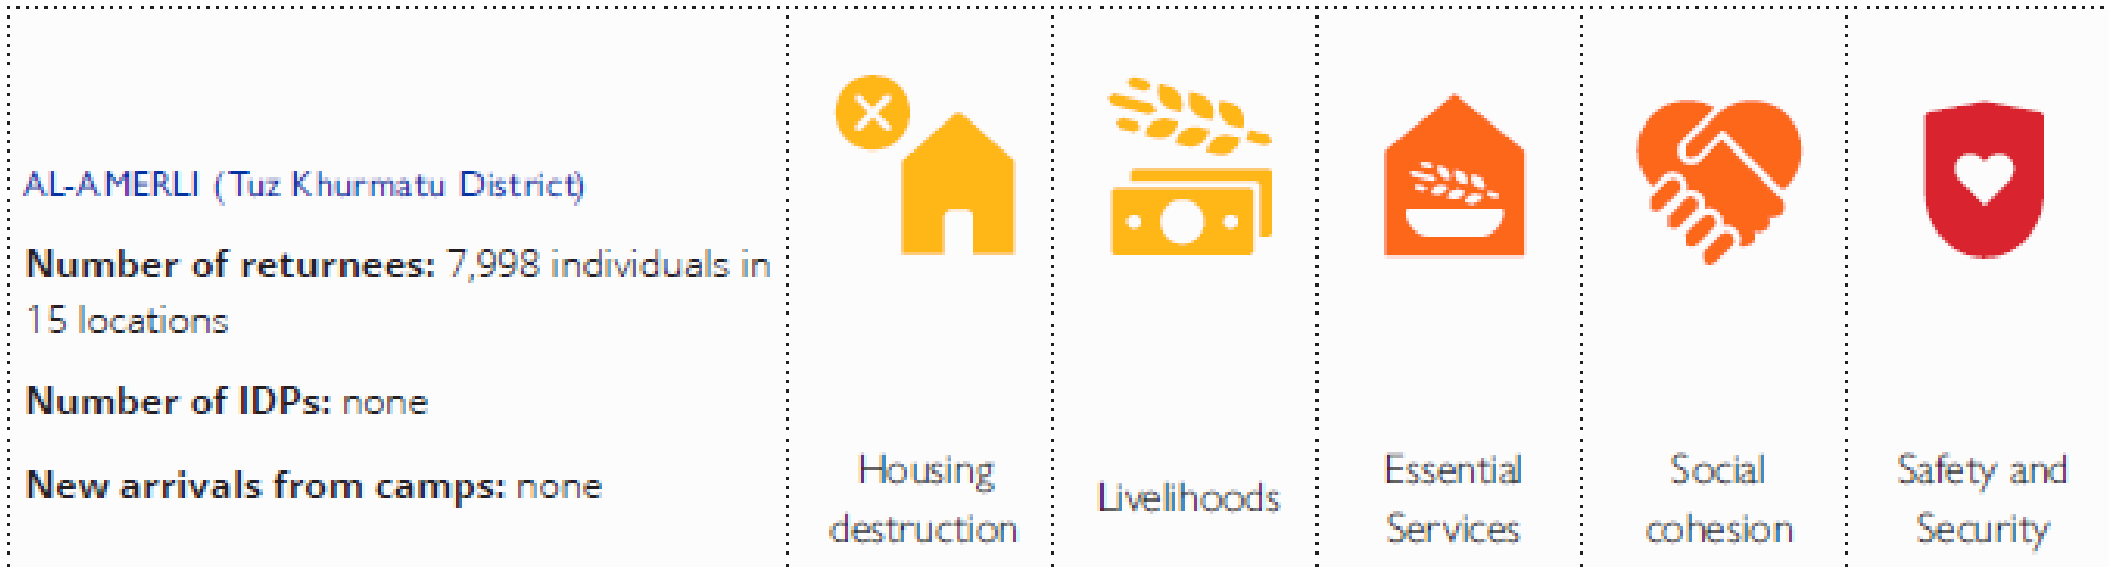 AL-AMERLI (Tuz Khurmatu District)
Number of returnees: 7,998 individuals in
15 locations
Number of IDPs: none
New arrivals from camps: none
Housing
destruction
Livelihoods
Essential
Services
Social
cohesion
Safety and
Security